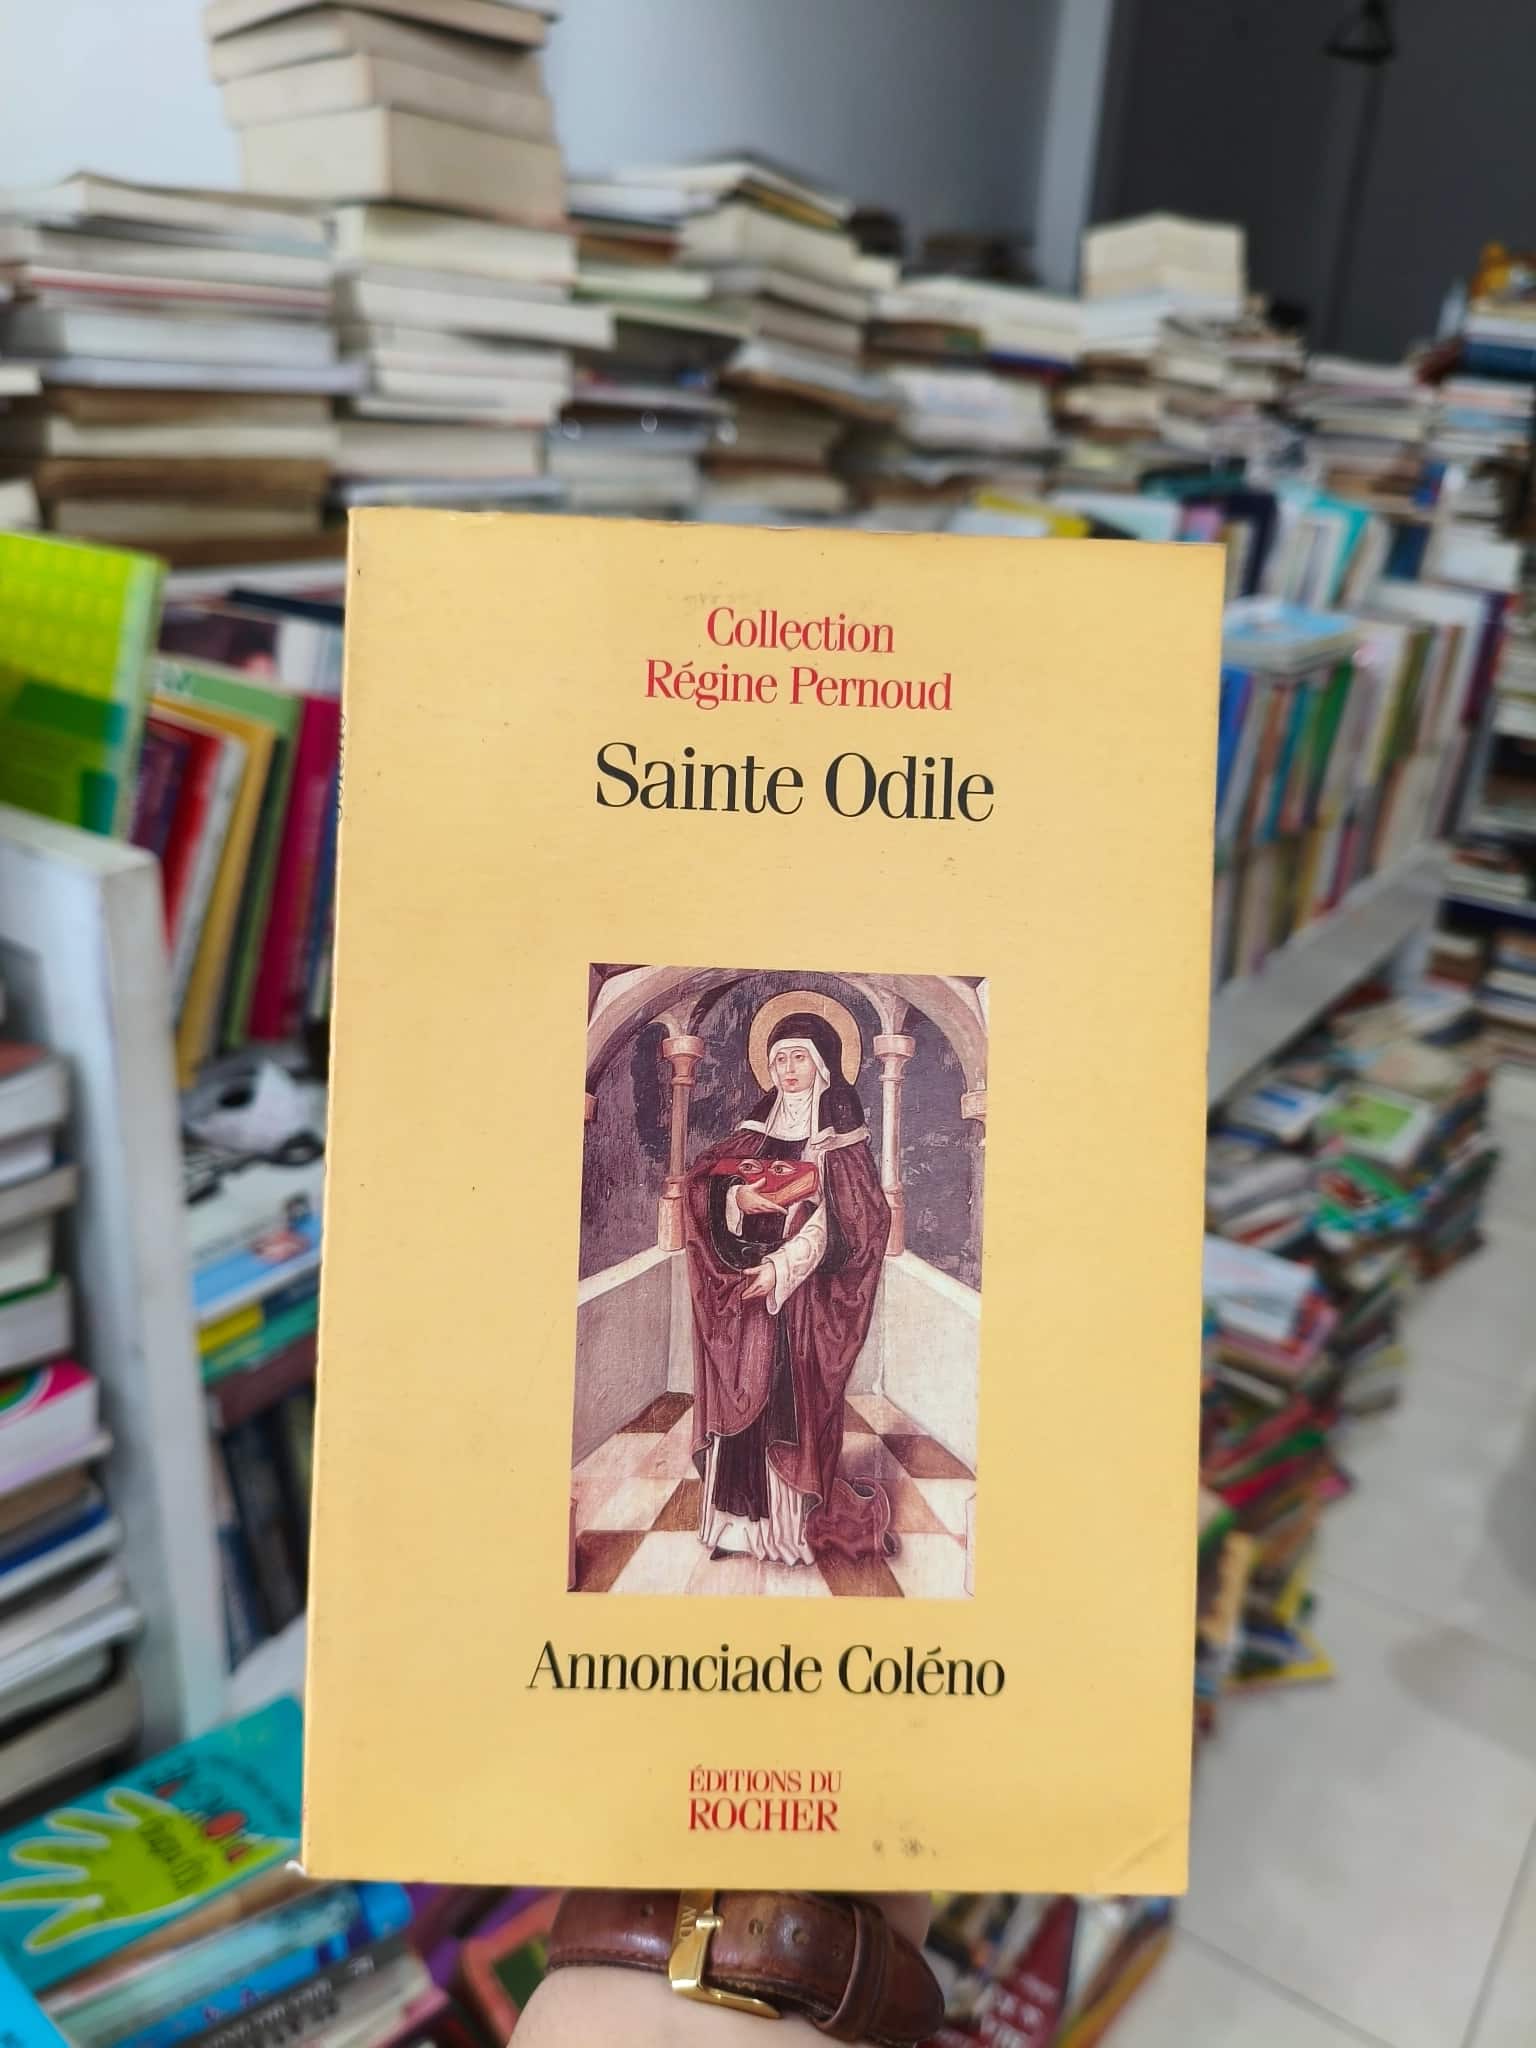 Collection
Régine Pernoud
Sainte Odile
Annonciade Coléno
ÉDITIONS DU
ROCHER